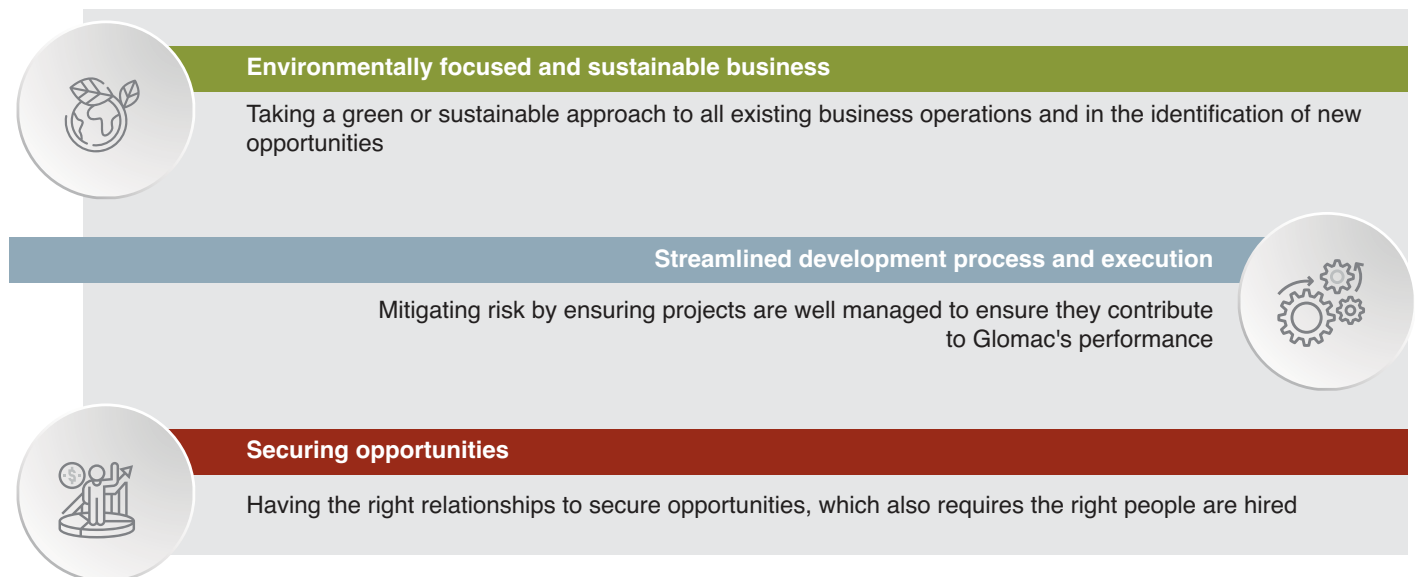 Environmentally focused and sustainable business
Taking a green or sustainable approach to all existing business operations and in the identification of new
opportunities
Streamlined development process and execution
Mitigating risk by ensuring projects are well managed to ensure they contribute
to Glomac's performance
Securing opportunities
$
Having the right relationships to secure opportunities, which also requires the right people are hired